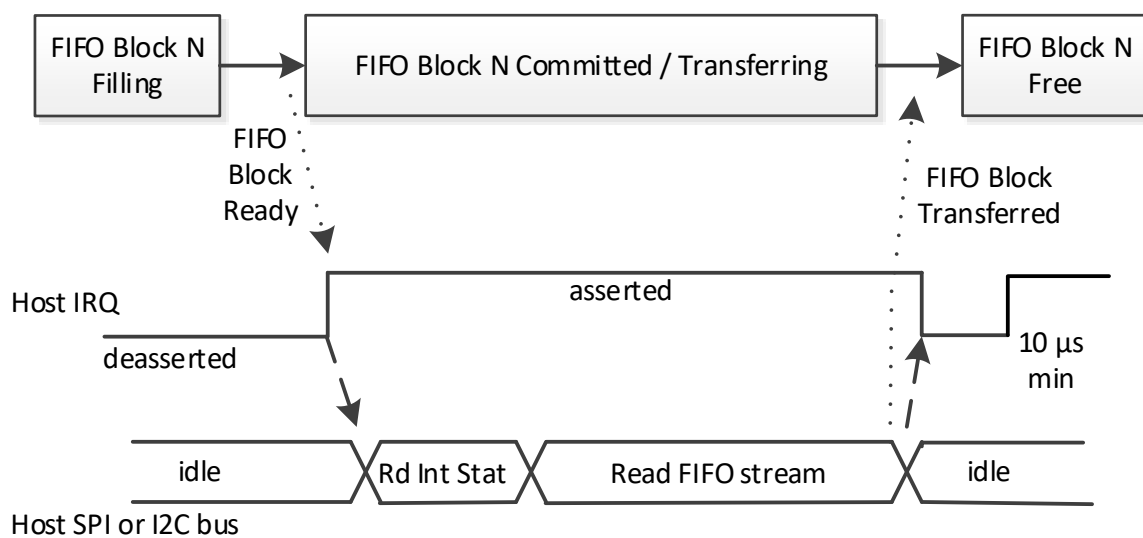 FIFO Block N
Filling
FIFO Block N Committed / Transferring
FIFO Block N
Free
FIFO
Block
Ready
FIFO Block
Transferred
Host IRQ
asserted
deasserted
10 µs
min
idle
Rd Int Stat
Read FIFO stream
idle
Host SPI or I2C bus